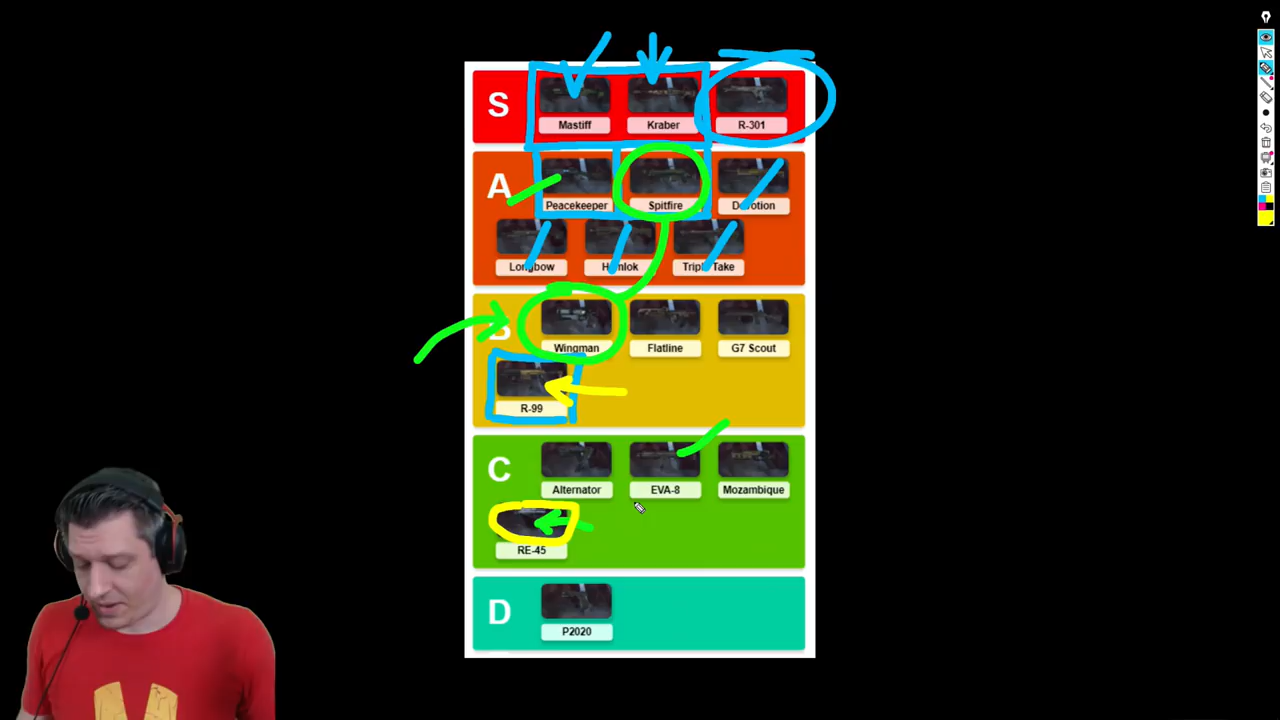 S
Mastiff Kraber R-301
A
Peacekeeper Spitfire Devotion
Longbow Hemlok Triple Take
B
Wingman Flatline G7 Scout
R-99
C
Alternator EVA-8 Mozambique
RE-45
D
P2020